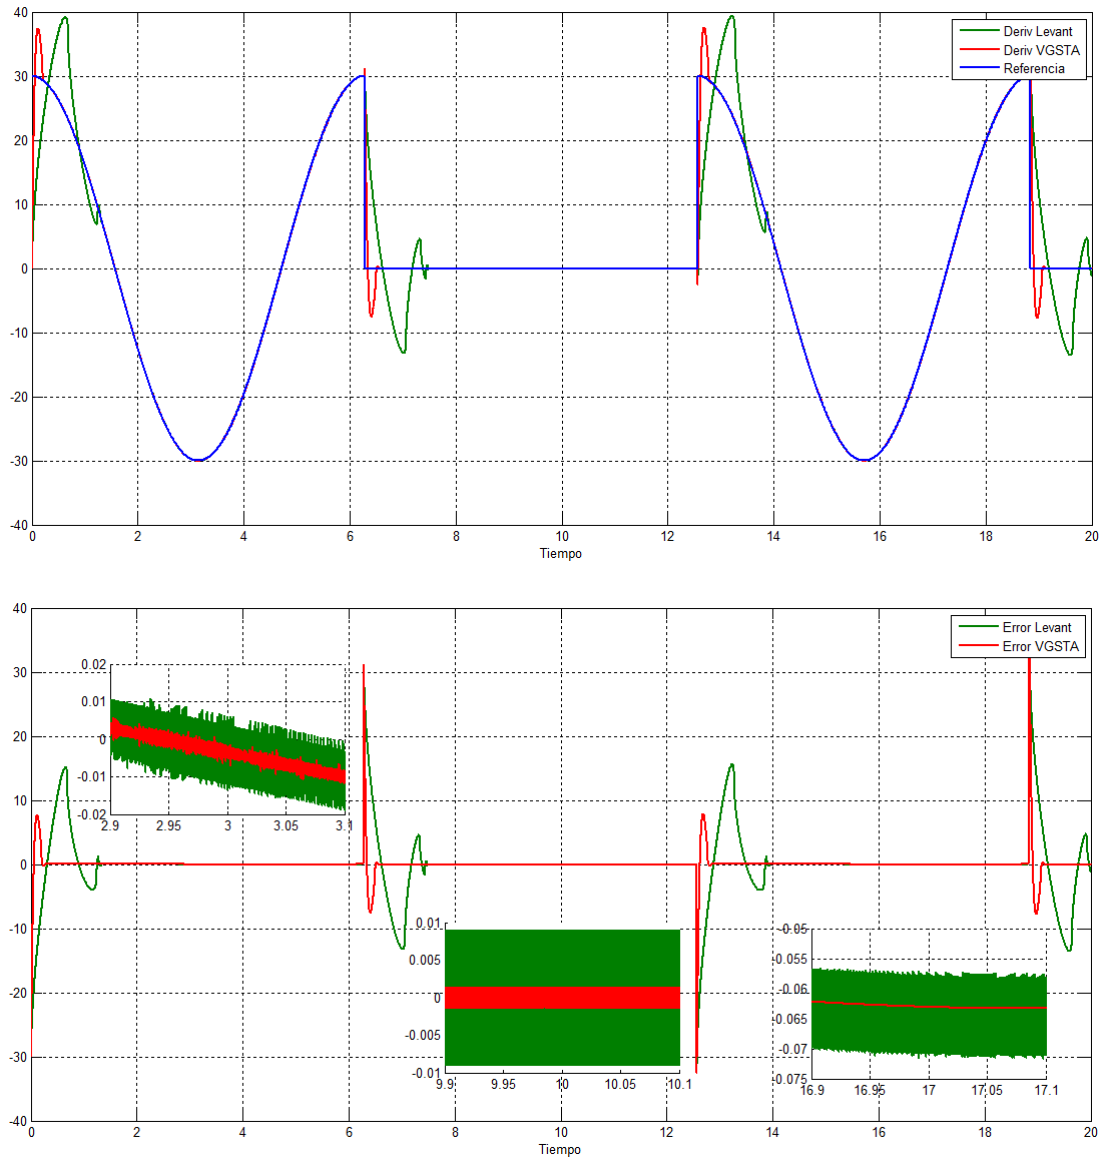 40
30
20
10
0
-10
-20
-30
-40
Deriv Levant
Deriv VGSTA
Referencia
0 2 4 6 8 10 12 14 16 18 20
Tiempo
40
30
20
10
0
-10
-20
-30
-40
Error Levant
Error VGSTA
0.02
0.01
0
-0.01
-0.02
2.9 2.95 3 3.05 3.1
0.01
0.005
0
-0.005
-0.01
9.9 9.95 10 10.05 10.1
-0.05
-0.055
-0.06
-0.065
-0.07
-0.075
16.9 16.95 17 17.05 17.1
0 2 4 6 8 10 12 14 16 18 20
Tiempo